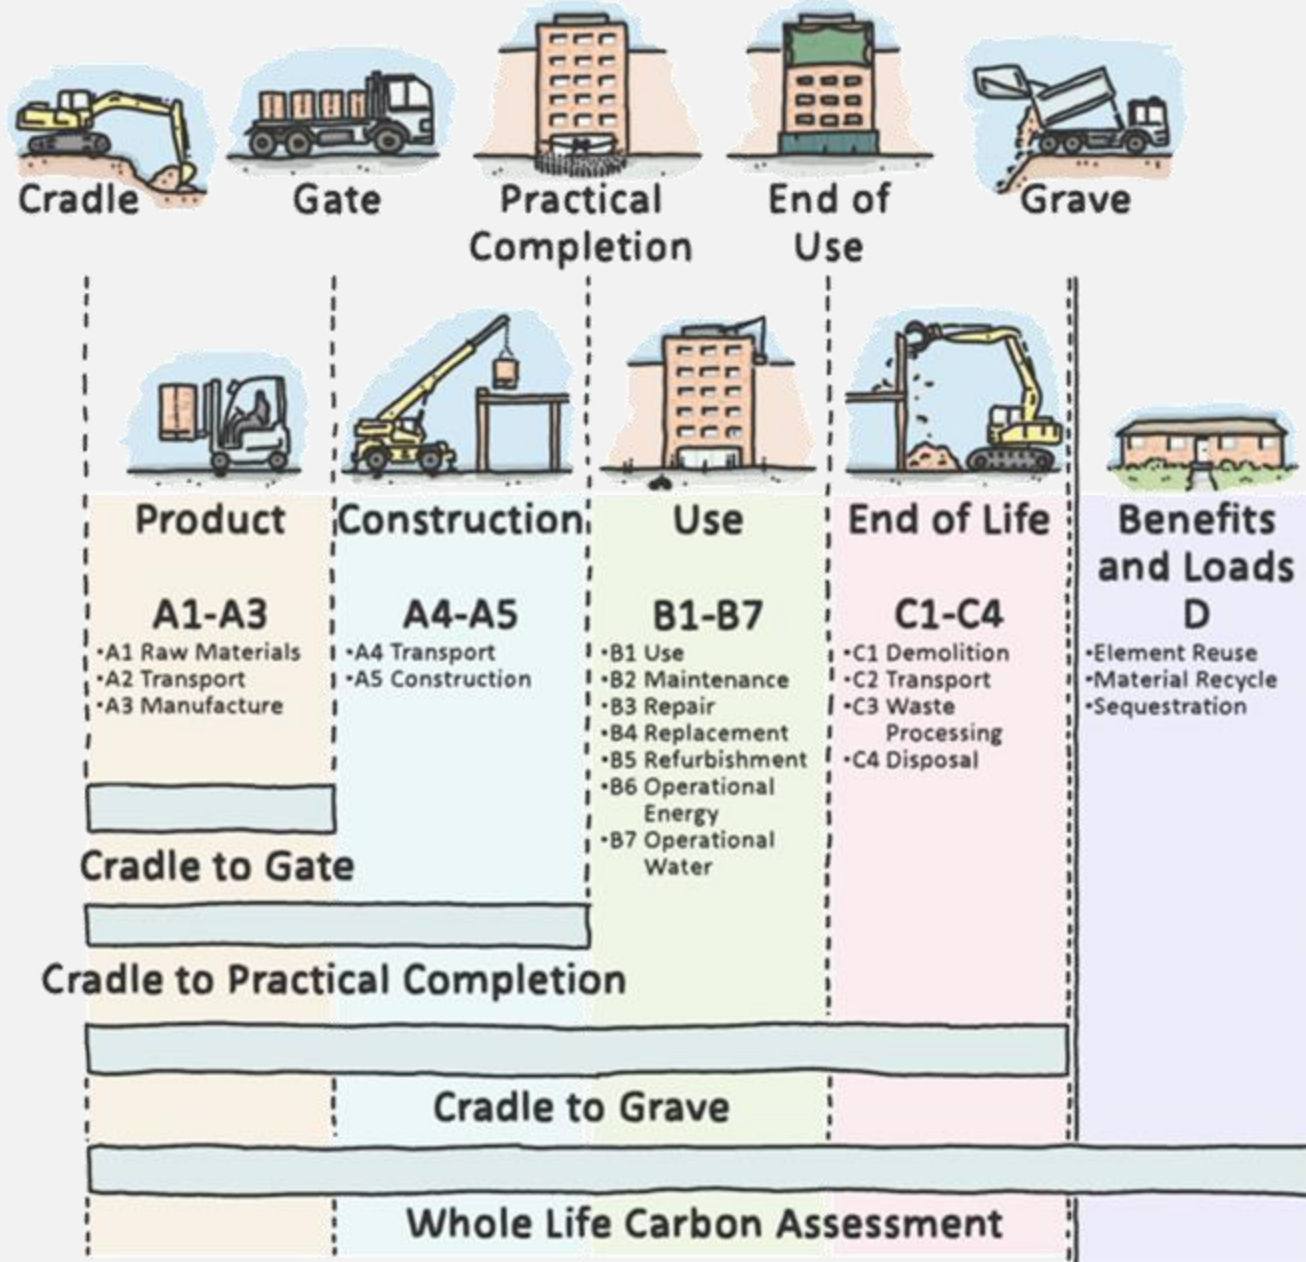 Cradle
Gate
Practical
Completion
End of
Use
Grave
Product
A1-A3
•A1 Raw Materials
•A2 Transport
•A3 Manufacture
Construction
A4-A5
•A4 Transport
•A5 Construction
Use
B1-B7
•B1 Use
•B2 Maintenance
•B3 Repair
•B4 Replacement
•B5 Refurbishment
•B6 Operational
Energy
•B7 Operational
Water
End of Life
C1-C4
•C1 Demolition
•C2 Transport
•C3 Waste
Processing
•C4 Disposal
Benefits
and Loads
D
•Element Reuse
•Material Recycle
•Sequestration
Cradle to Gate
Cradle to Practical Completion
Cradle to Grave
Whole Life Carbon Assessment